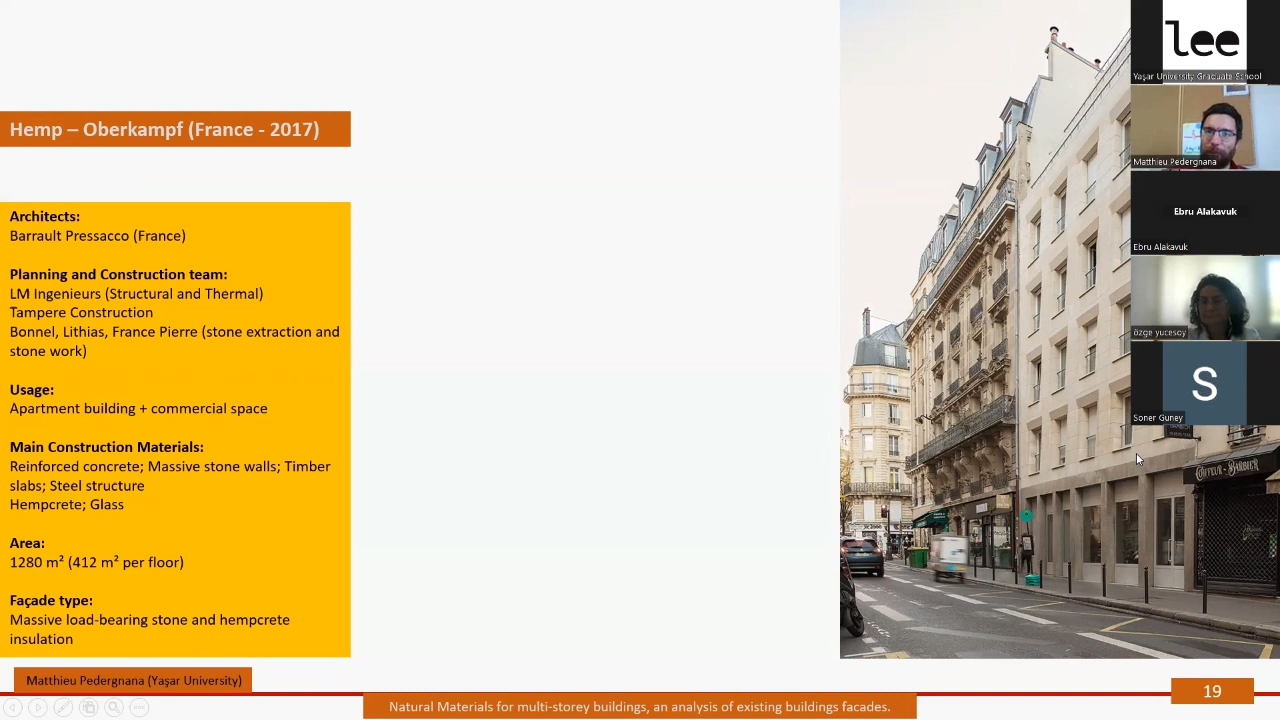 Hemp – Oberkampf (France - 2017)
Architects:
Barrault Pressacco (France)
Planning and Construction team:
LM Ingenieurs (Structural and Thermal)
Tampere Construction
Bonnel, Lithias, France Pierre (stone extraction and
stone work)
Usage:
Apartment building + commercial space
Main Construction Materials:
Reinforced concrete; Massive stone walls; Timber
slabs; Steel structure
Hempcrete; Glass
Area:
1280 m² (412 m² per floor)
Façade type:
Massive load-bearing stone and hempcrete
insulation
Matthieu Pedergnana (Yaşar University)
Natural Materials for multi-storey buildings, an analysis of existing buildings facades.
19
lee
Yaşar University Graduate School
Matthieu Pedergnana
Ebru Alakavuk
Ebru Alakavuk
özge yucesoy
S
Soner Guney
COIFFEUR - BARBIER